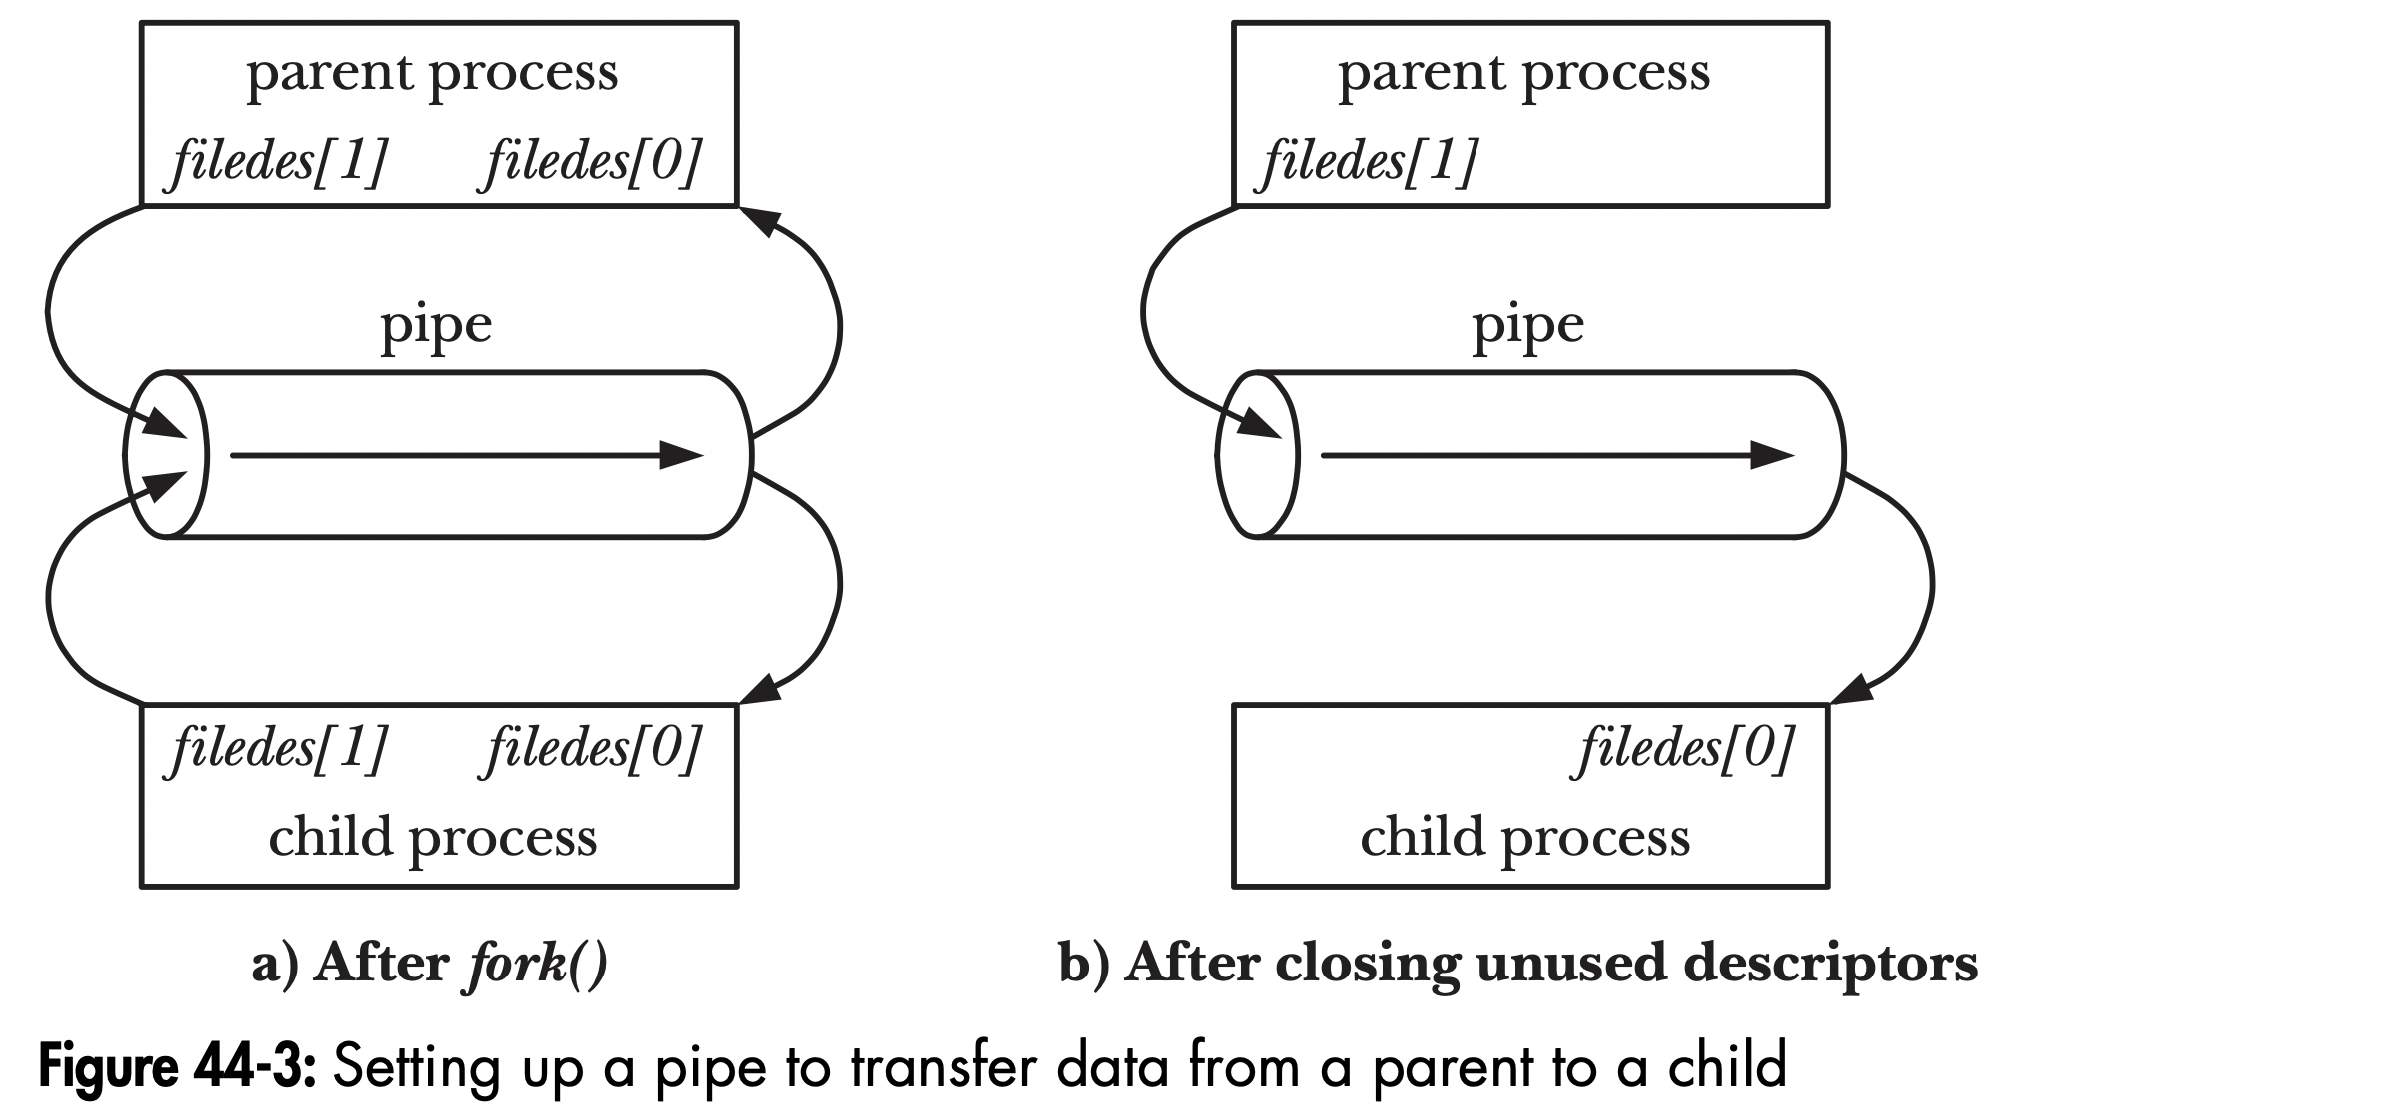 parent process
filedes[1] filedes[0]
pipe
filedes[1] filedes[0]
child process
a) After fork()
parent process
filedes[1]
pipe
filedes[0]
child process
b) After closing unused descriptors
Figure 44-3: Setting up a pipe to transfer data from a parent to a child